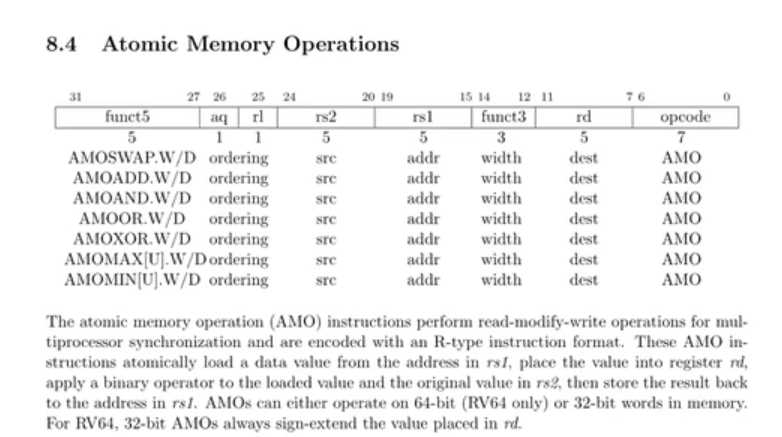 8.4 Atomic Memory Operations
31 27 26 25 24 20 19 15 14 12 11 7 6 0
funct5 aq rl rs2 rs1 funct3 rd opcode
5 1 1 5 5 3 5 7
AMOSWAP.W/D ordering src addr width dest AMO
AMOADD.W/D ordering src addr width dest AMO
AMOAND.W/D ordering src addr width dest AMO
AMOOR.W/D ordering src addr width dest AMO
AMOXOR.W/D ordering src addr width dest AMO
AMOMAX[U].W/D ordering src addr width dest AMO
AMOMIN[U].W/D ordering src addr width dest AMO
The atomic memory operation (AMO) instructions perform read-modify-write operations for mul-
tiprocessor synchronization and are encoded with an R-type instruction format. These AMO in-
structions atomically load a data value from the address in rs1, place the value into register rd,
apply a binary operator to the loaded value and the original value in rs2, then store the result back
to the address in rs1. AMOs can either operate on 64-bit (RV64 only) or 32-bit words in memory.
For RV64, 32-bit AMOs always sign-extend the value placed in rd.